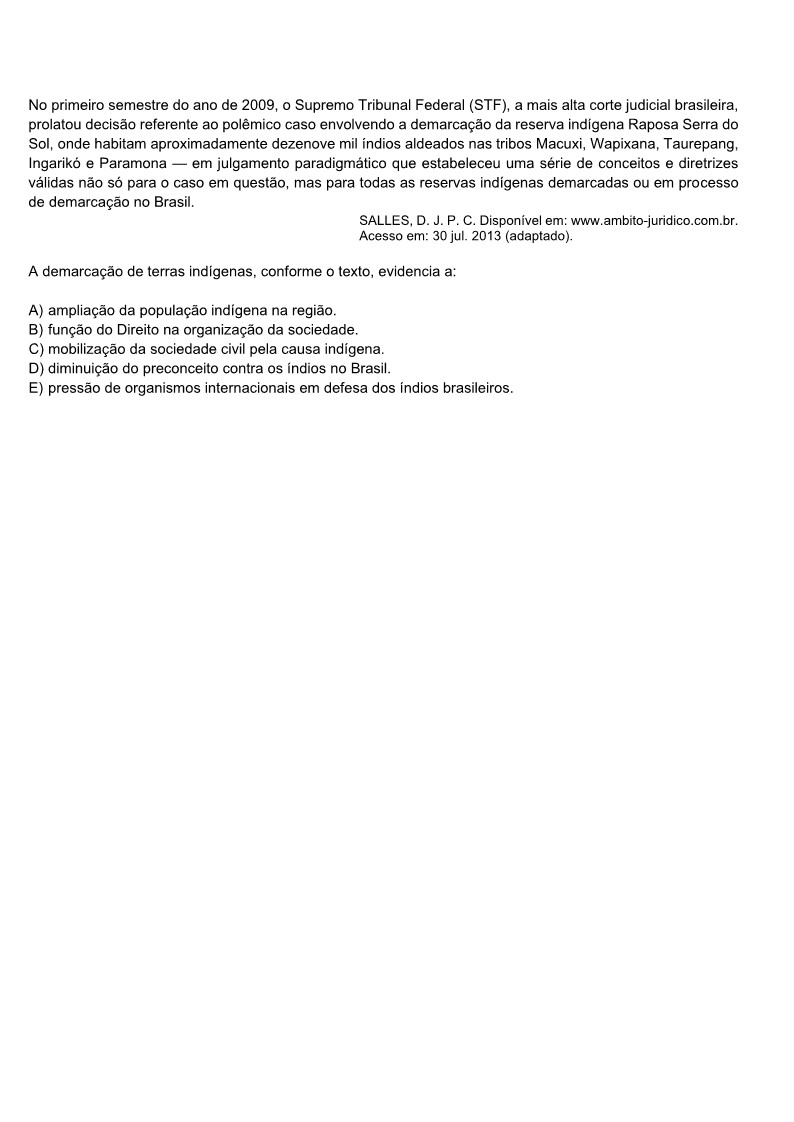 No primeiro semestre do ano de 2009, o Supremo Tribunal Federal (STF), a mais alta corte judicial brasileira,
prolatou decisão referente ao polêmico caso envolvendo a demarcação da reserva indígena Raposa Serra do
Sol, onde habitam aproximadamente dezenove mil índios aldeados nas tribos Macuxi, Wapixana, Taurepang,
Ingarikó e Paramona — em julgamento paradigmático que estabeleceu uma série de conceitos e diretrizes
válidas não só para o caso em questão, mas para todas as reservas indígenas demarcadas ou em processo
de demarcação no Brasil.
SALLES, D. J. P. C. Disponível em: www.ambito-juridico.com.br.
Acesso em: 30 jul. 2013 (adaptado).
A demarcação de terras indígenas, conforme o texto, evidencia a:
A) ampliação da população indígena na região.
B) função do Direito na organização da sociedade.
C) mobilização da sociedade civil pela causa indígena.
D) diminuição do preconceito contra os índios no Brasil.
E) pressão de organismos internacionais em defesa dos índios brasileiros.